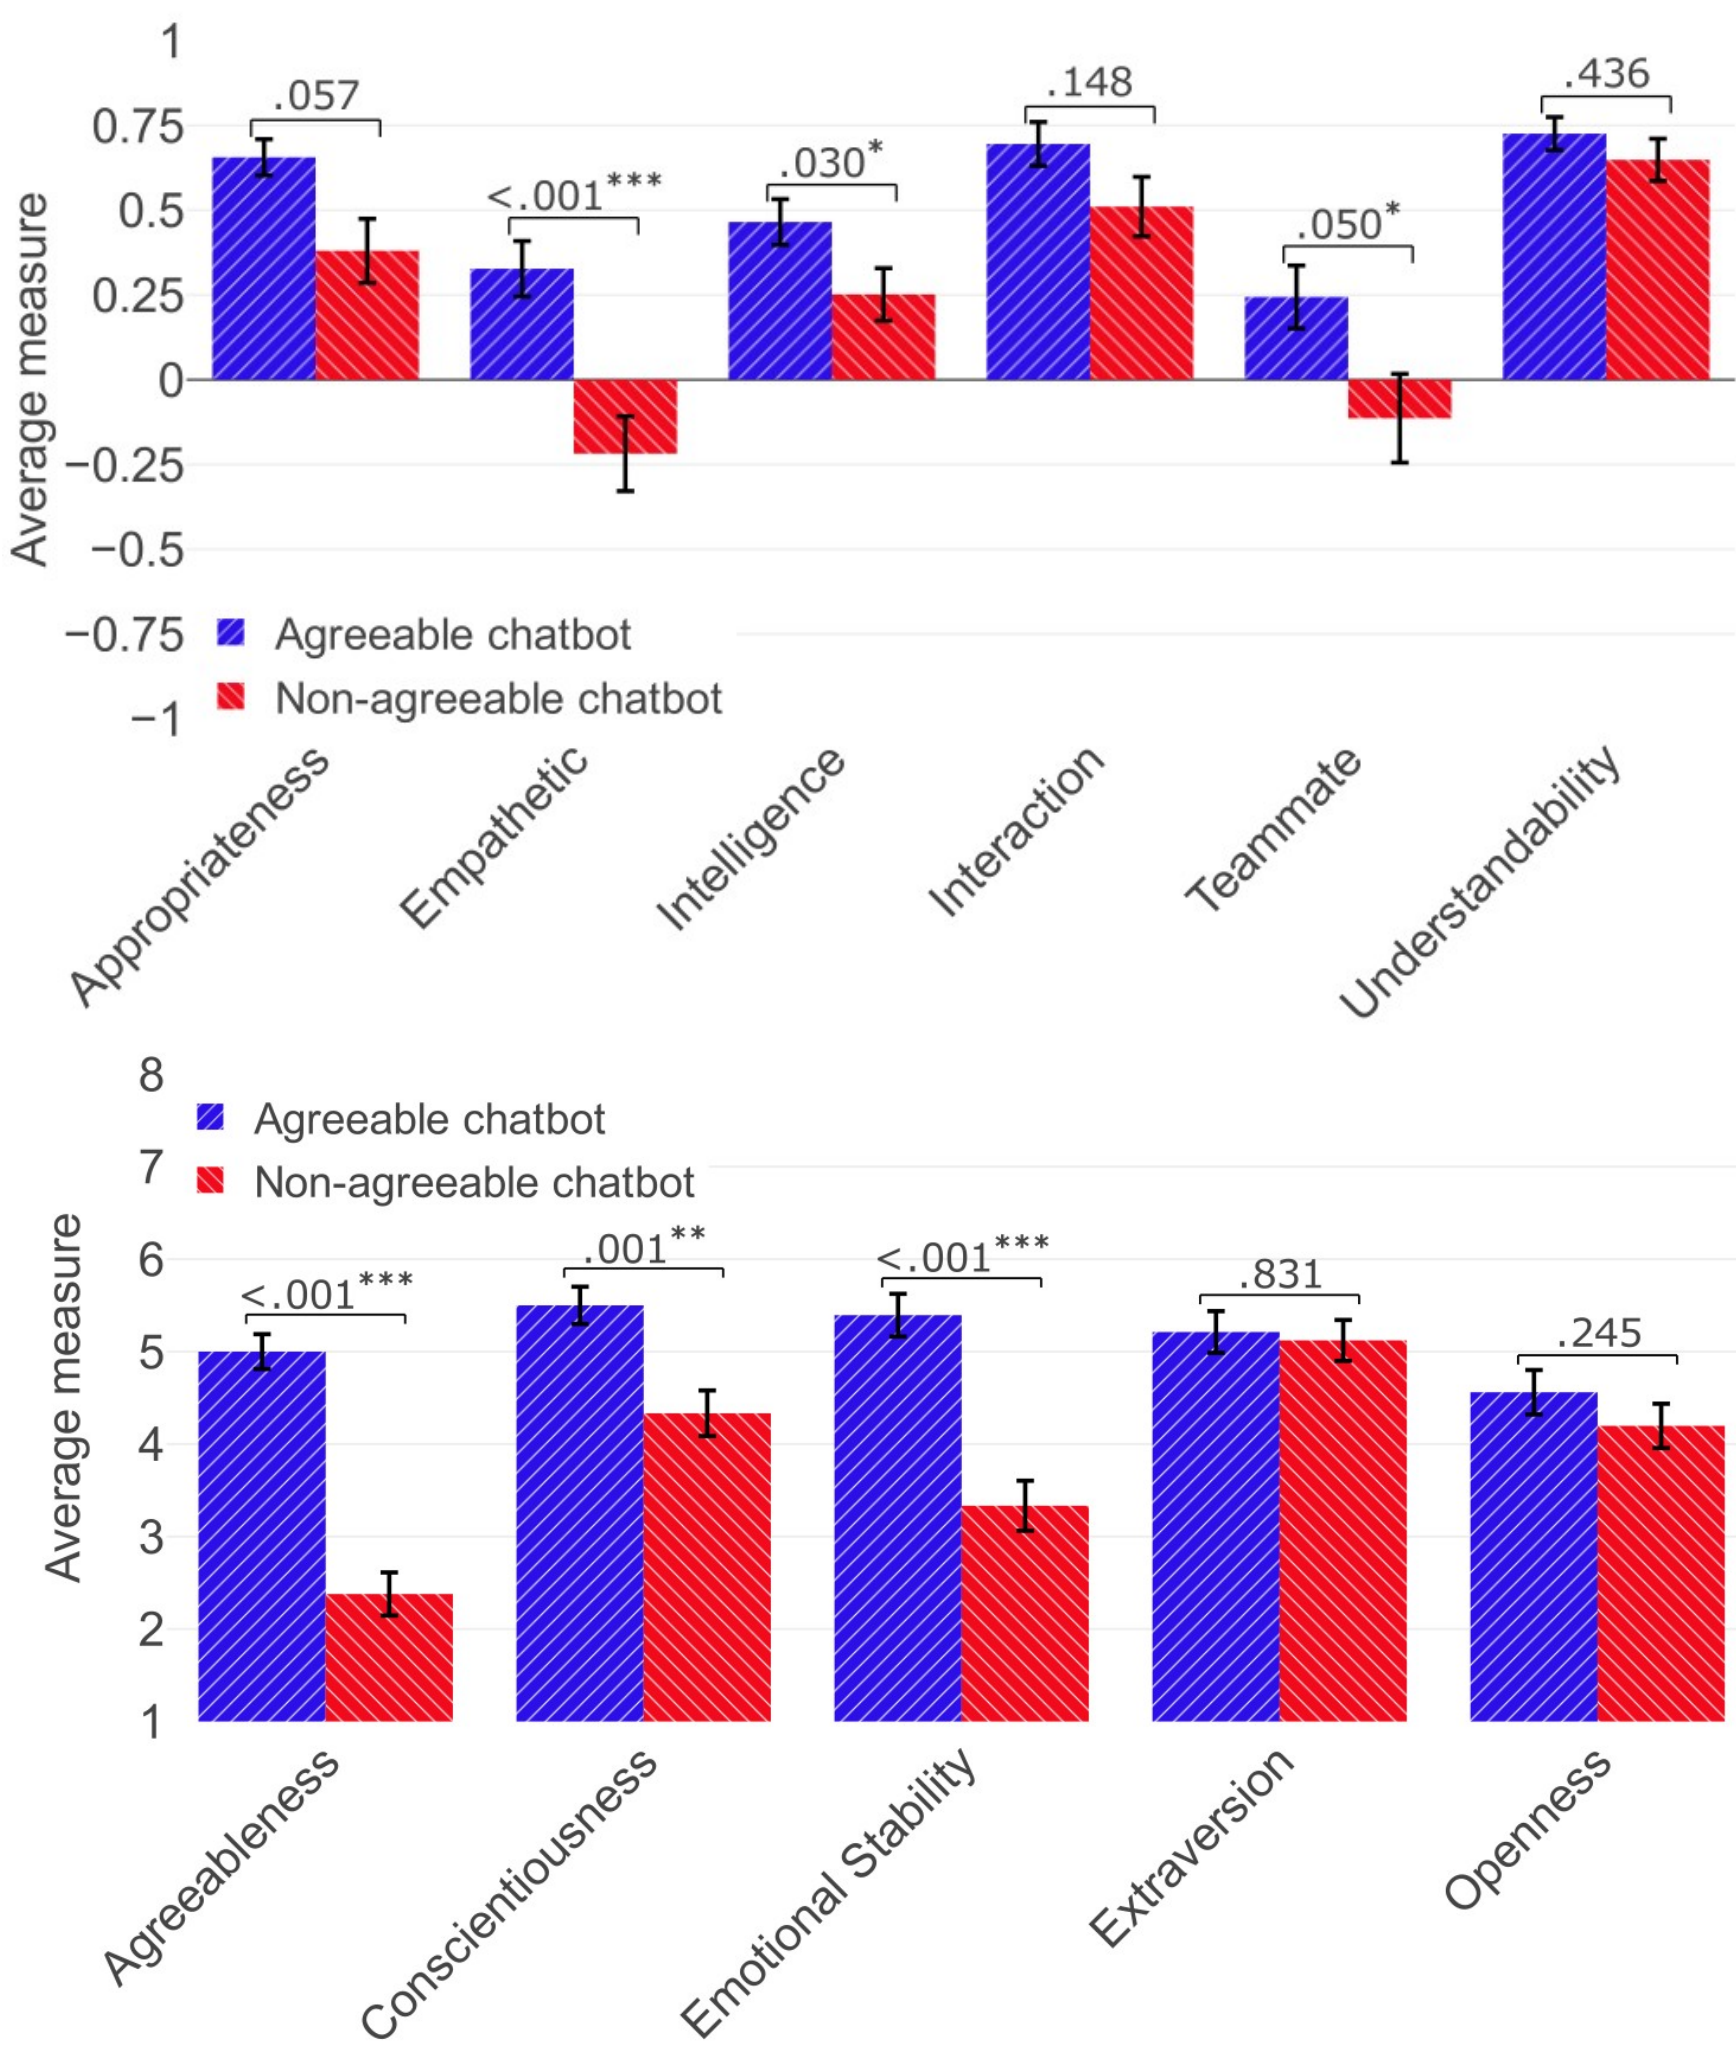 1
0.75
0.5
0.25
0
−0.25
−0.5
−0.75
−1
Average measure
.057
<.001***
.030*
.148
.050*
.436
Agreeable chatbot
Non-agreeable chatbot
Appropriateness
Empathetic
Intelligence
Interaction
Teammate
Understandability
8
7
6
5
4
3
2
1
Average measure
Agreeable chatbot
Non-agreeable chatbot
<.001***
.001**
<.001***
.831
.245
Agreeableness
Conscientiousness
Emotional Stability
Extraversion
Openness